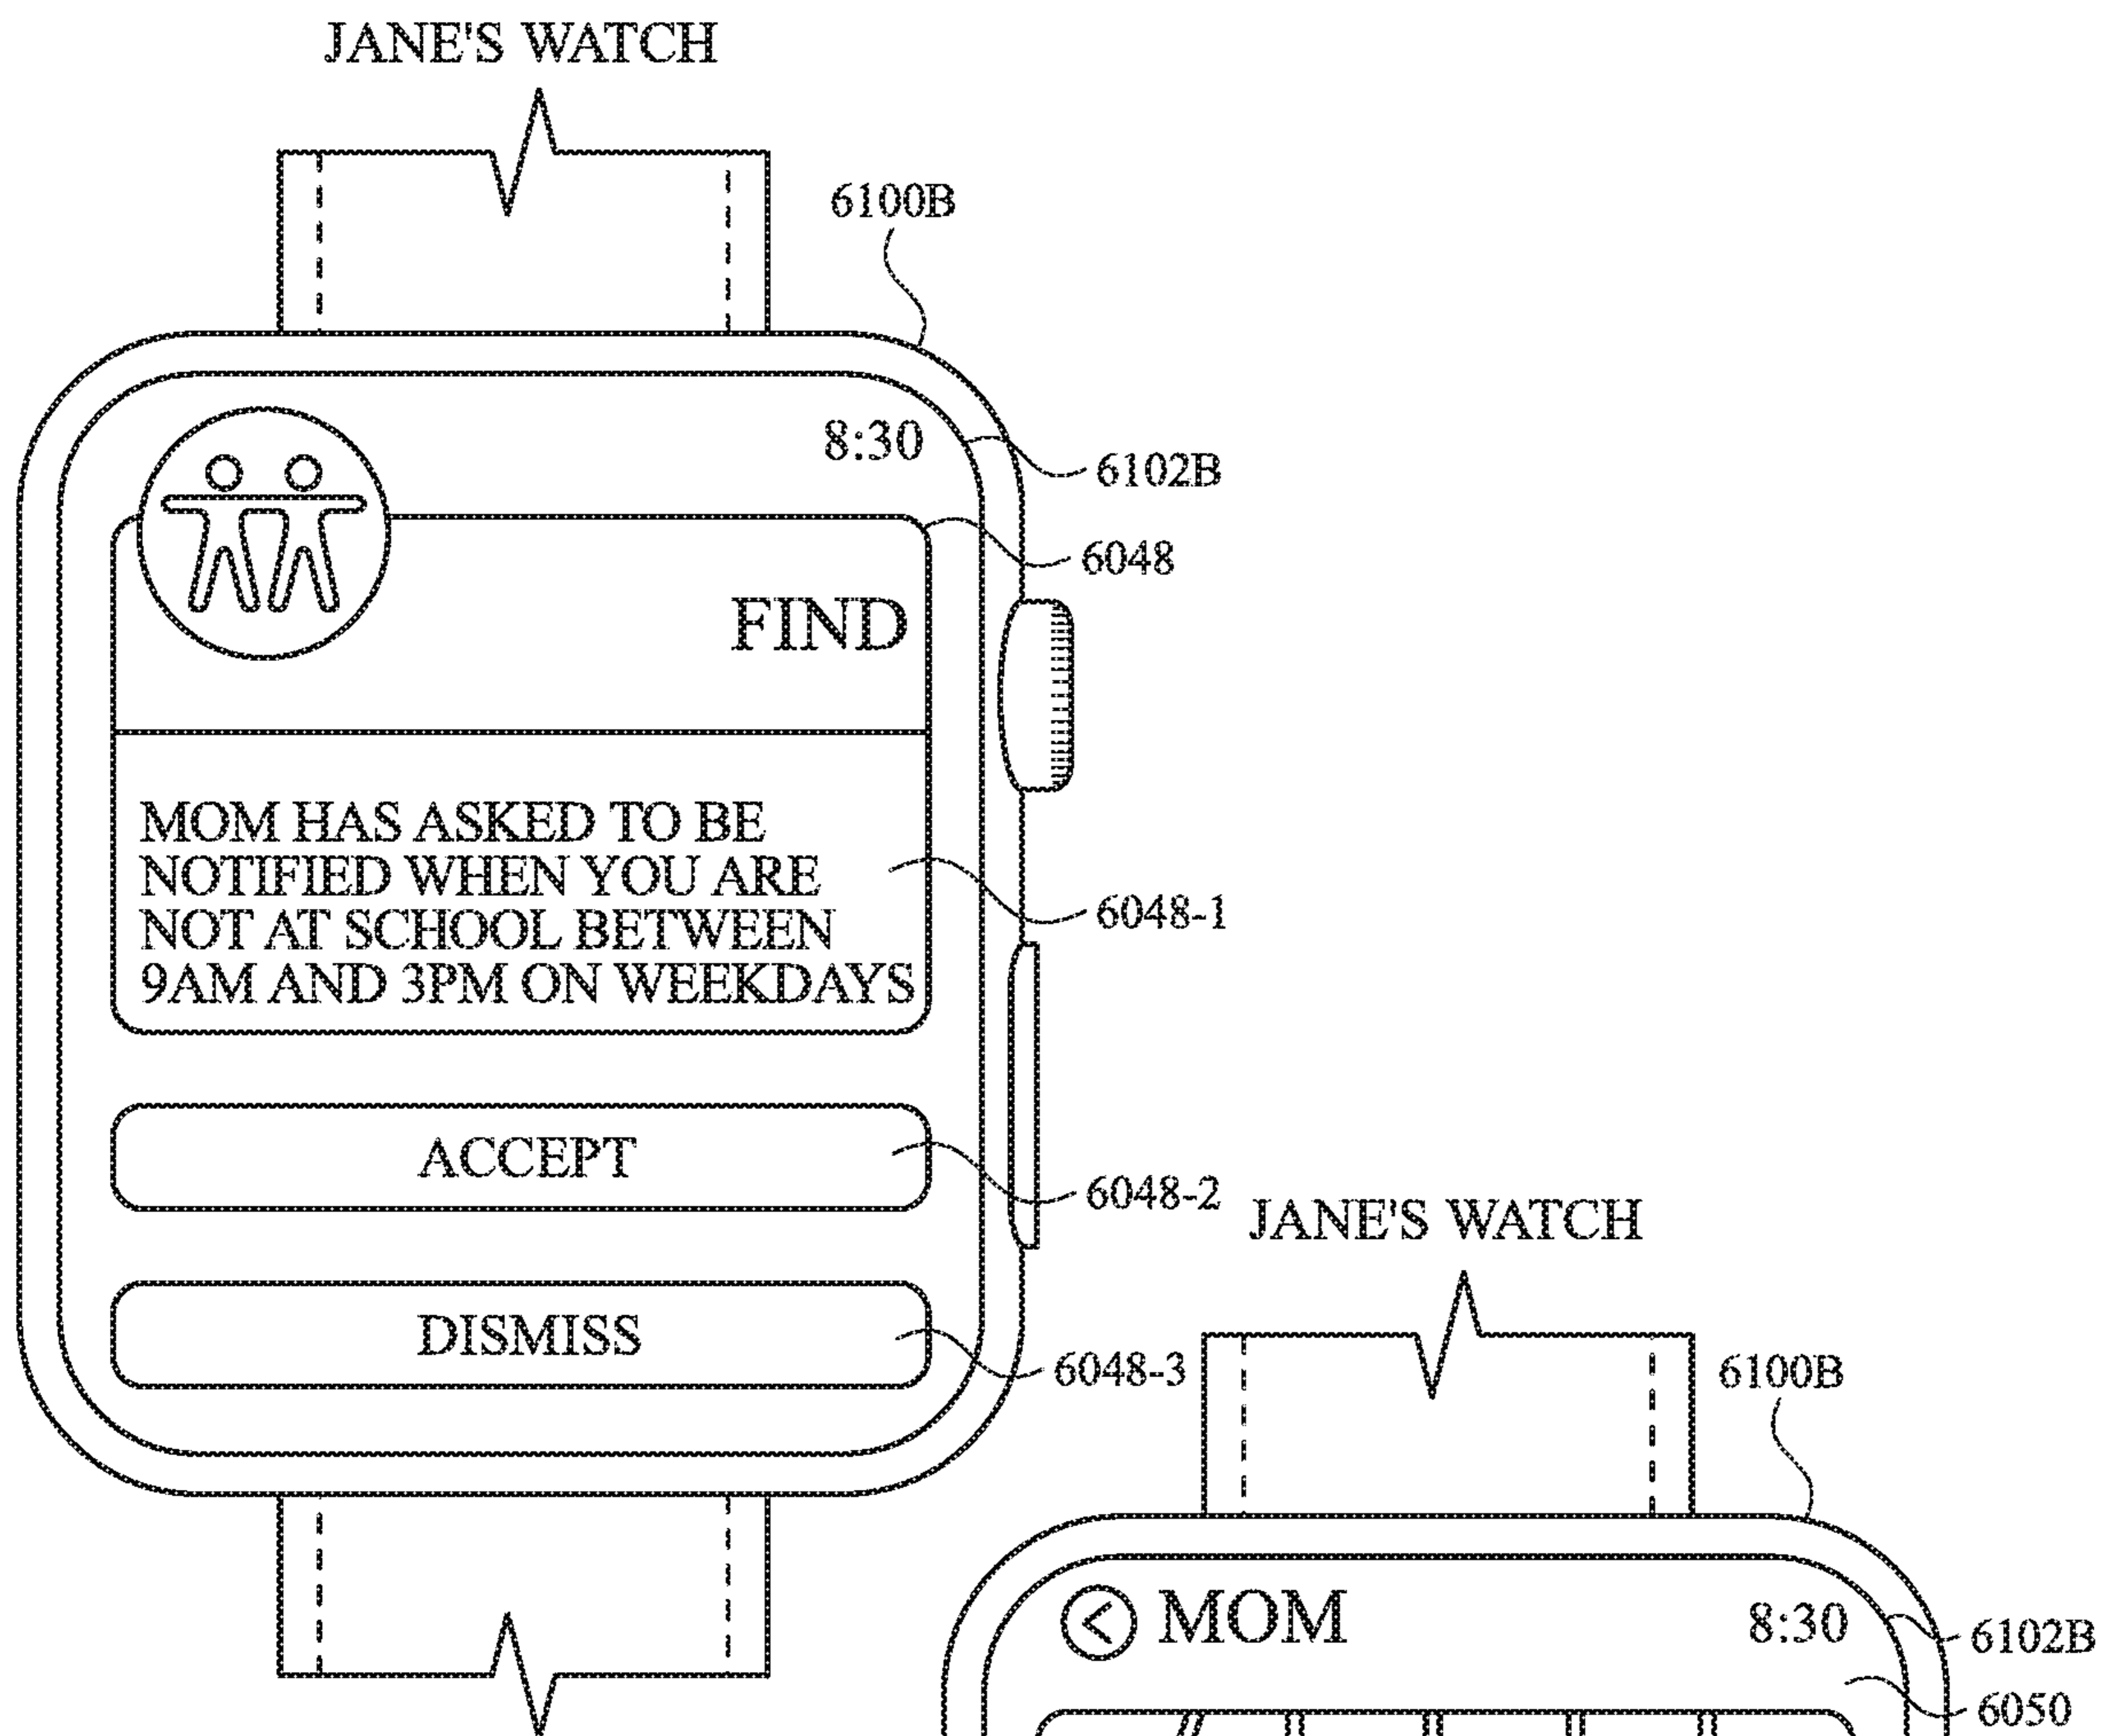 JANE'S WATCH
6100B
8:30
6102B
6048
FIND
MOM HAS ASKED TO BE
NOTIFIED WHEN YOU ARE
NOT AT SCHOOL BETWEEN
9AM AND 3PM ON WEEKDAYS
6048-1
ACCEPT
6048-2
DISMISS
6048-3
JANE'S WATCH
6100B
MOM
8:30
6102B
6050